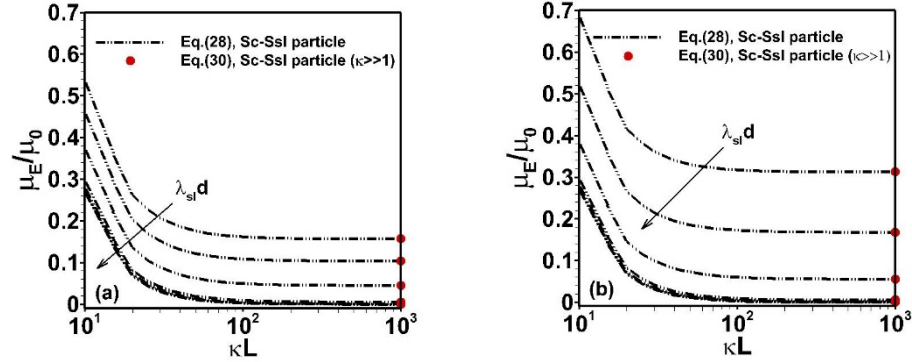 0.7
Eq.(28), Sc-Ssl particle
Eq.(30), Sc-Ssl particle (κ>>1)
0.6
0.5
0.4
0.3
0.2
0.1
0
μE/μ0
λsld
(a)
10¹
10²
10³
κL
0.7
Eq.(28), Sc-Ssl particle
Eq.(30), Sc-Ssl particle (κ>>1)
0.6
0.5
0.4
0.3
0.2
0.1
0
μE/μ0
λsld
(b)
10¹
10²
10³
κL